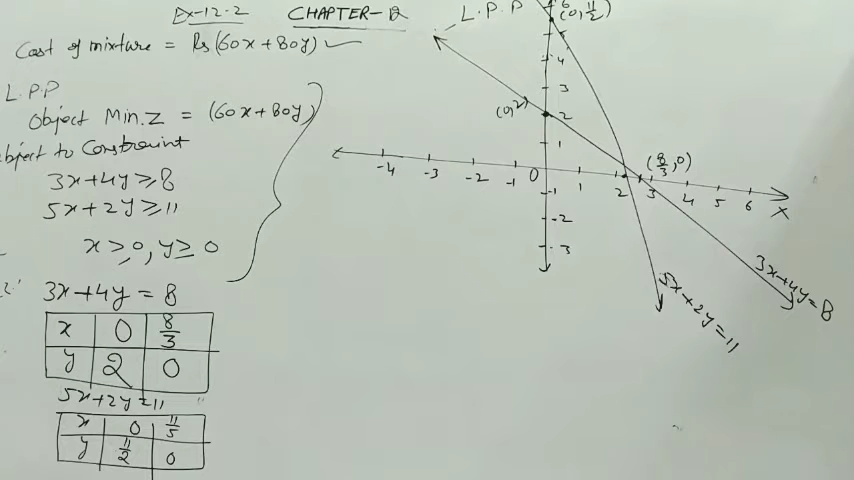 Ex-12.2 CHAPTER-12
L.P.P
Cost of mixture = Rs(60x+80y)
L.P.P
Object Min.Z = (60x+80y)
bject to Constraint
3x+4y≥8
5x+2y≥11
x≥0, y≥0
3x+4y = 8
x 0 8/3
y 2 0
5x+2y=11
x 0 11/5
y 11/2 0
6
(0, 11/2)
5
4
3
(0,2) 2
1
-4 -3 -2 -1 0 1 2 3 4 5 6 X
(8/3, 0)
-1
-2
-3
3x+4y=8
5x+2y=11